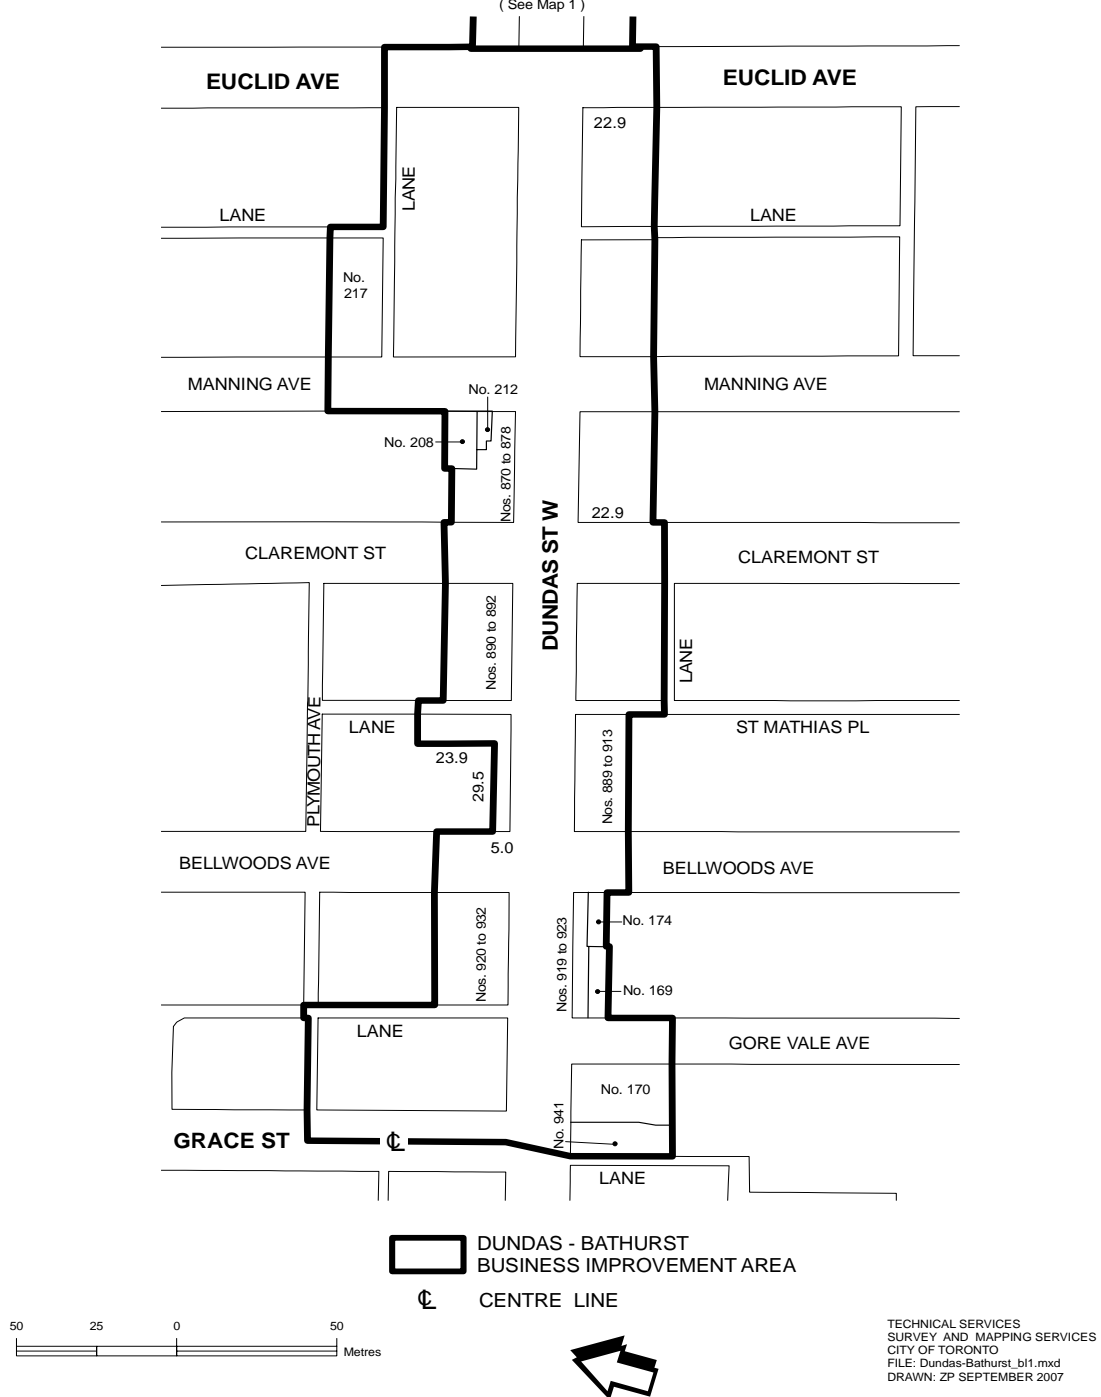 ( See Map 1 )
EUCLID AVE
EUCLID AVE
22.9
LANE
LANE
LANE
No.
217
MANNING AVE
MANNING AVE
No. 212
No. 208
Nos. 870 to 878
22.9
DUNDAS ST W
CLAREMONT ST
CLAREMONT ST
Nos. 890 to 892
LANE
PLYMOUTH AVE
LANE
ST MATHIAS PL
23.9
29.5
Nos. 889 to 913
5.0
BELLWOODS AVE
BELLWOODS AVE
Nos. 920 to 932
Nos. 919 to 923
No. 174
No. 169
LANE
GORE VALE AVE
No. 170
No. 941
GRACE ST
CL
LANE
DUNDAS - BATHURST
BUSINESS IMPROVEMENT AREA
CL CENTRE LINE
50 25 0 50
Metres
TECHNICAL SERVICES
SURVEY AND MAPPING SERVICES
CITY OF TORONTO
FILE: Dundas-Bathurst_bl1.mxd
DRAWN: ZP SEPTEMBER 2007